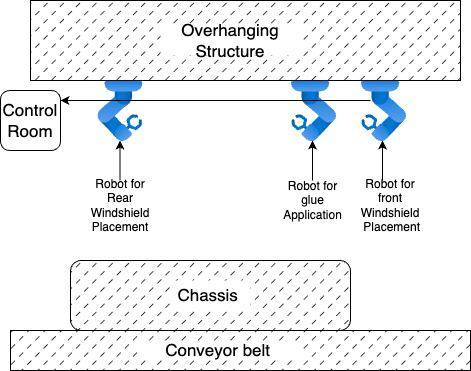 Overhanging
Structure
Control
Room
Robot for
Rear
Windshield
Placement
Robot for
glue
Application
Robot for
front
Windshield
Placement
Chassis
Conveyor belt